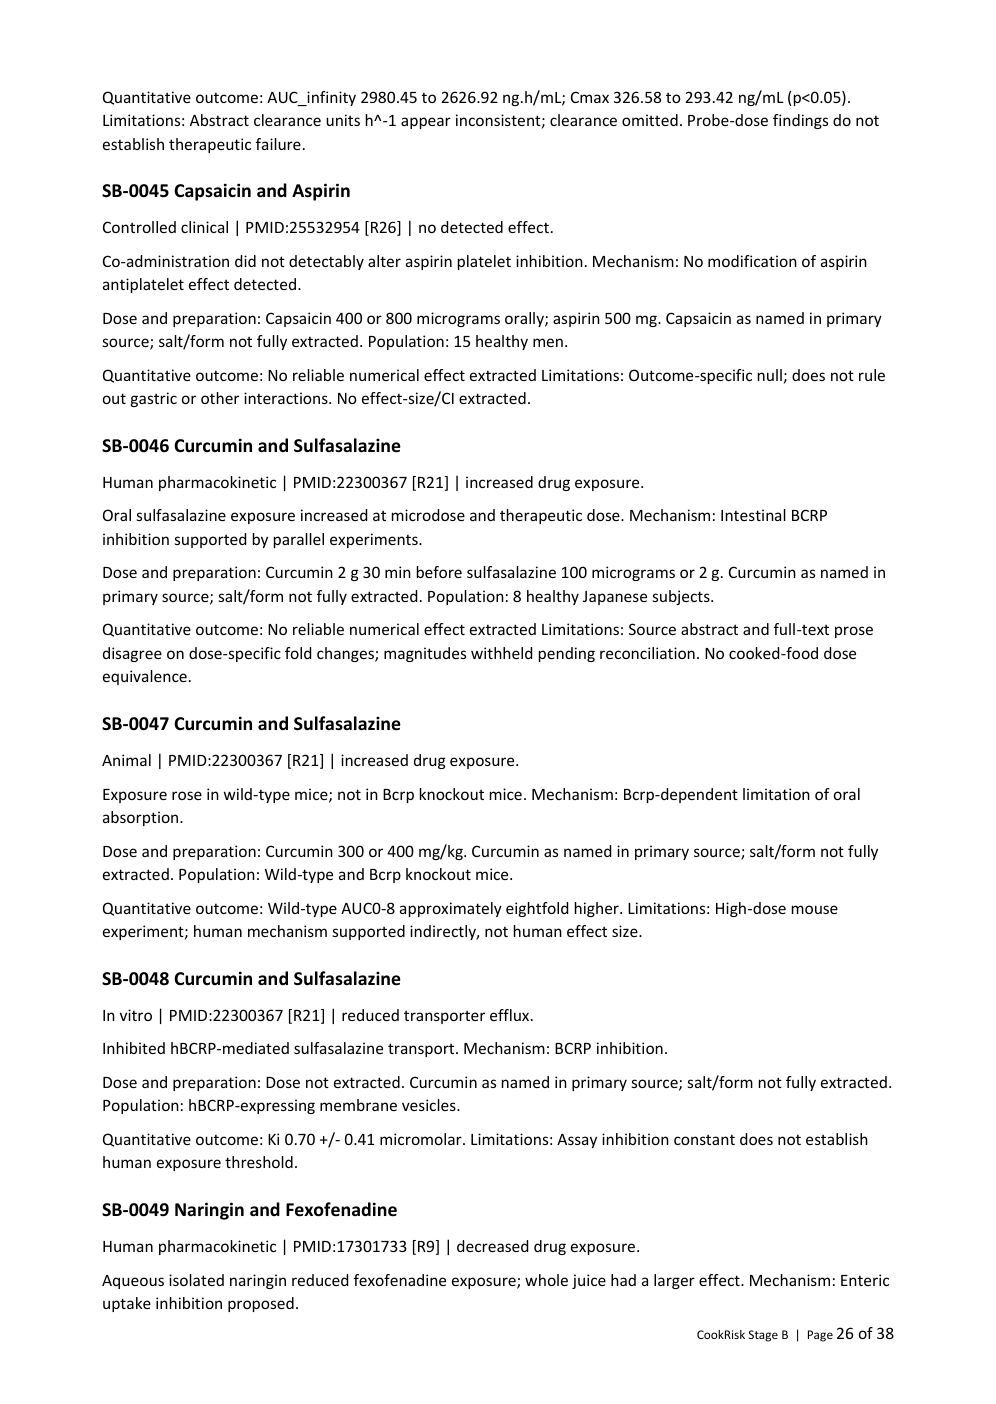 Quantitative outcome: AUC_infinity 2980.45 to 2626.92 ng.h/mL; Cmax 326.58 to 293.42 ng/mL (p<0.05).
Limitations: Abstract clearance units h^-1 appear inconsistent; clearance omitted. Probe-dose findings do not
establish therapeutic failure.
SB-0045 Capsaicin and Aspirin
Controlled clinical | PMID:25532954 [R26] | no detected effect.
Co-administration did not detectably alter aspirin platelet inhibition. Mechanism: No modification of aspirin
antiplatelet effect detected.
Dose and preparation: Capsaicin 400 or 800 micrograms orally; aspirin 500 mg. Capsaicin as named in primary
source; salt/form not fully extracted. Population: 15 healthy men.
Quantitative outcome: No reliable numerical effect extracted Limitations: Outcome-specific null; does not rule
out gastric or other interactions. No effect-size/CI extracted.
SB-0046 Curcumin and Sulfasalazine
Human pharmacokinetic | PMID:22300367 [R21] | increased drug exposure.
Oral sulfasalazine exposure increased at microdose and therapeutic dose. Mechanism: Intestinal BCRP
inhibition supported by parallel experiments.
Dose and preparation: Curcumin 2 g 30 min before sulfasalazine 100 micrograms or 2 g. Curcumin as named in
primary source; salt/form not fully extracted. Population: 8 healthy Japanese subjects.
Quantitative outcome: No reliable numerical effect extracted Limitations: Source abstract and full-text prose
disagree on dose-specific fold changes; magnitudes withheld pending reconciliation. No cooked-food dose
equivalence.
SB-0047 Curcumin and Sulfasalazine
Animal | PMID:22300367 [R21] | increased drug exposure.
Exposure rose in wild-type mice; not in Bcrp knockout mice. Mechanism: Bcrp-dependent limitation of oral
absorption.
Dose and preparation: Curcumin 300 or 400 mg/kg. Curcumin as named in primary source; salt/form not fully
extracted. Population: Wild-type and Bcrp knockout mice.
Quantitative outcome: Wild-type AUC0-8 approximately eightfold higher. Limitations: High-dose mouse
experiment; human mechanism supported indirectly, not human effect size.
SB-0048 Curcumin and Sulfasalazine
In vitro | PMID:22300367 [R21] | reduced transporter efflux.
Inhibited hBCRP-mediated sulfasalazine transport. Mechanism: BCRP inhibition.
Dose and preparation: Dose not extracted. Curcumin as named in primary source; salt/form not fully extracted.
Population: hBCRP-expressing membrane vesicles.
Quantitative outcome: Ki 0.70 +/- 0.41 micromolar. Limitations: Assay inhibition constant does not establish
human exposure threshold.
SB-0049 Naringin and Fexofenadine
Human pharmacokinetic | PMID:17301733 [R9] | decreased drug exposure.
Aqueous isolated naringin reduced fexofenadine exposure; whole juice had a larger effect. Mechanism: Enteric
uptake inhibition proposed.
CookRisk Stage B | Page 26 of 38